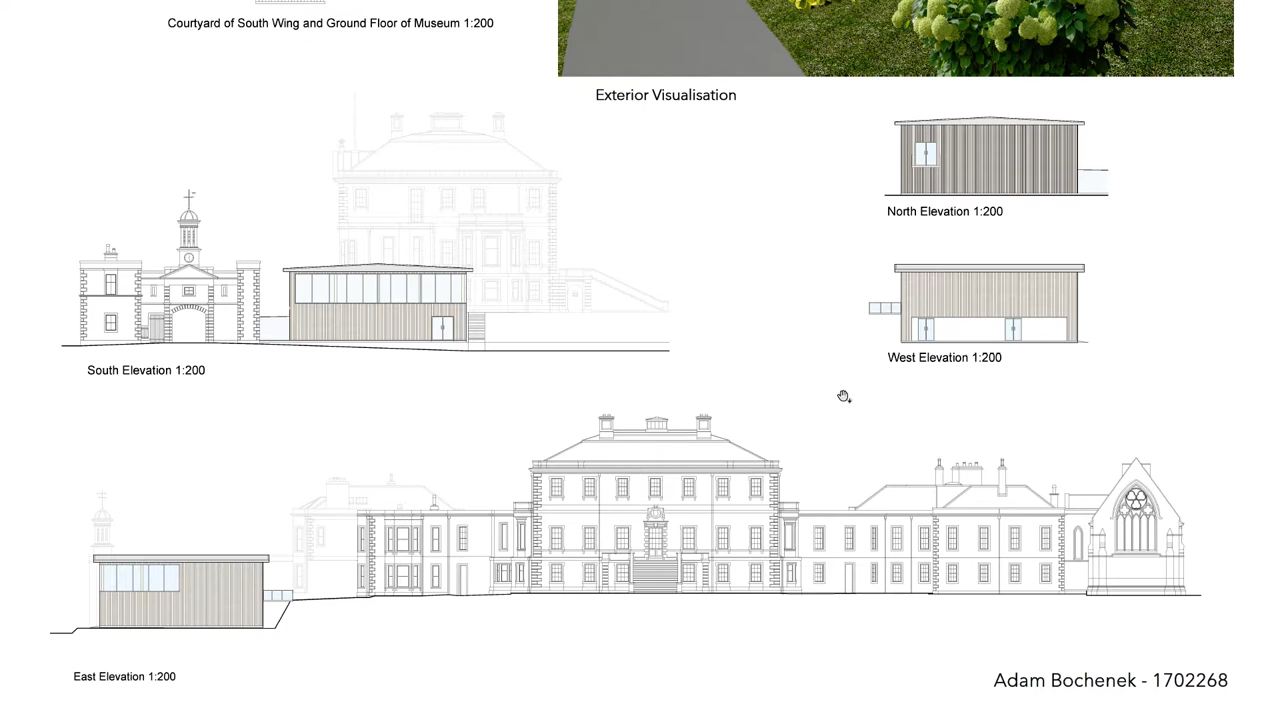 Courtyard of South Wing and Ground Floor of Museum 1:200
Exterior Visualisation
North Elevation 1:200
West Elevation 1:200
South Elevation 1:200
East Elevation 1:200
Adam Bochenek - 1702268